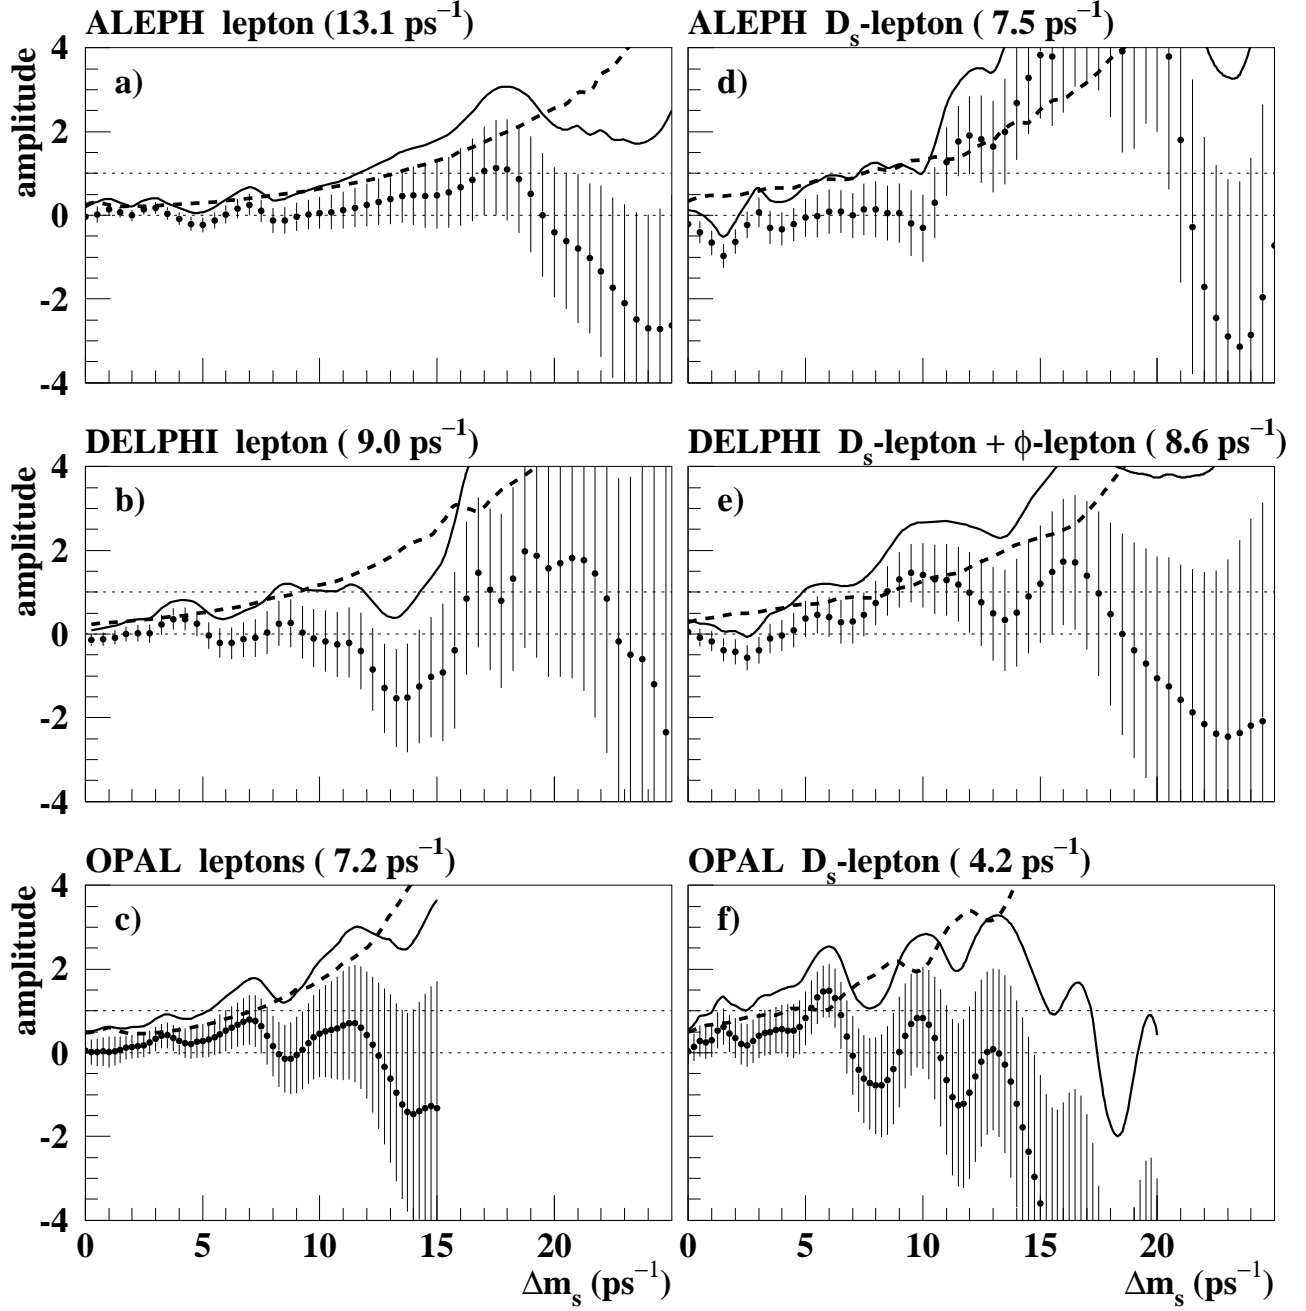 ALEPH lepton (13.1 ps−1)
ALEPH Ds-lepton ( 7.5 ps−1)
amplitude
4
2
0
-2
-4
a)
d)
DELPHI lepton ( 9.0 ps−1)
DELPHI Ds-lepton + ϕ-lepton ( 8.6 ps−1)
amplitude
4
2
0
-2
-4
b)
e)
OPAL leptons ( 7.2 ps−1)
OPAL Ds-lepton ( 4.2 ps−1)
amplitude
4
2
0
-2
-4
c)
f)
0 5 10 15 20
0 5 10 15 20
Δms (ps−1)
Δms (ps−1)